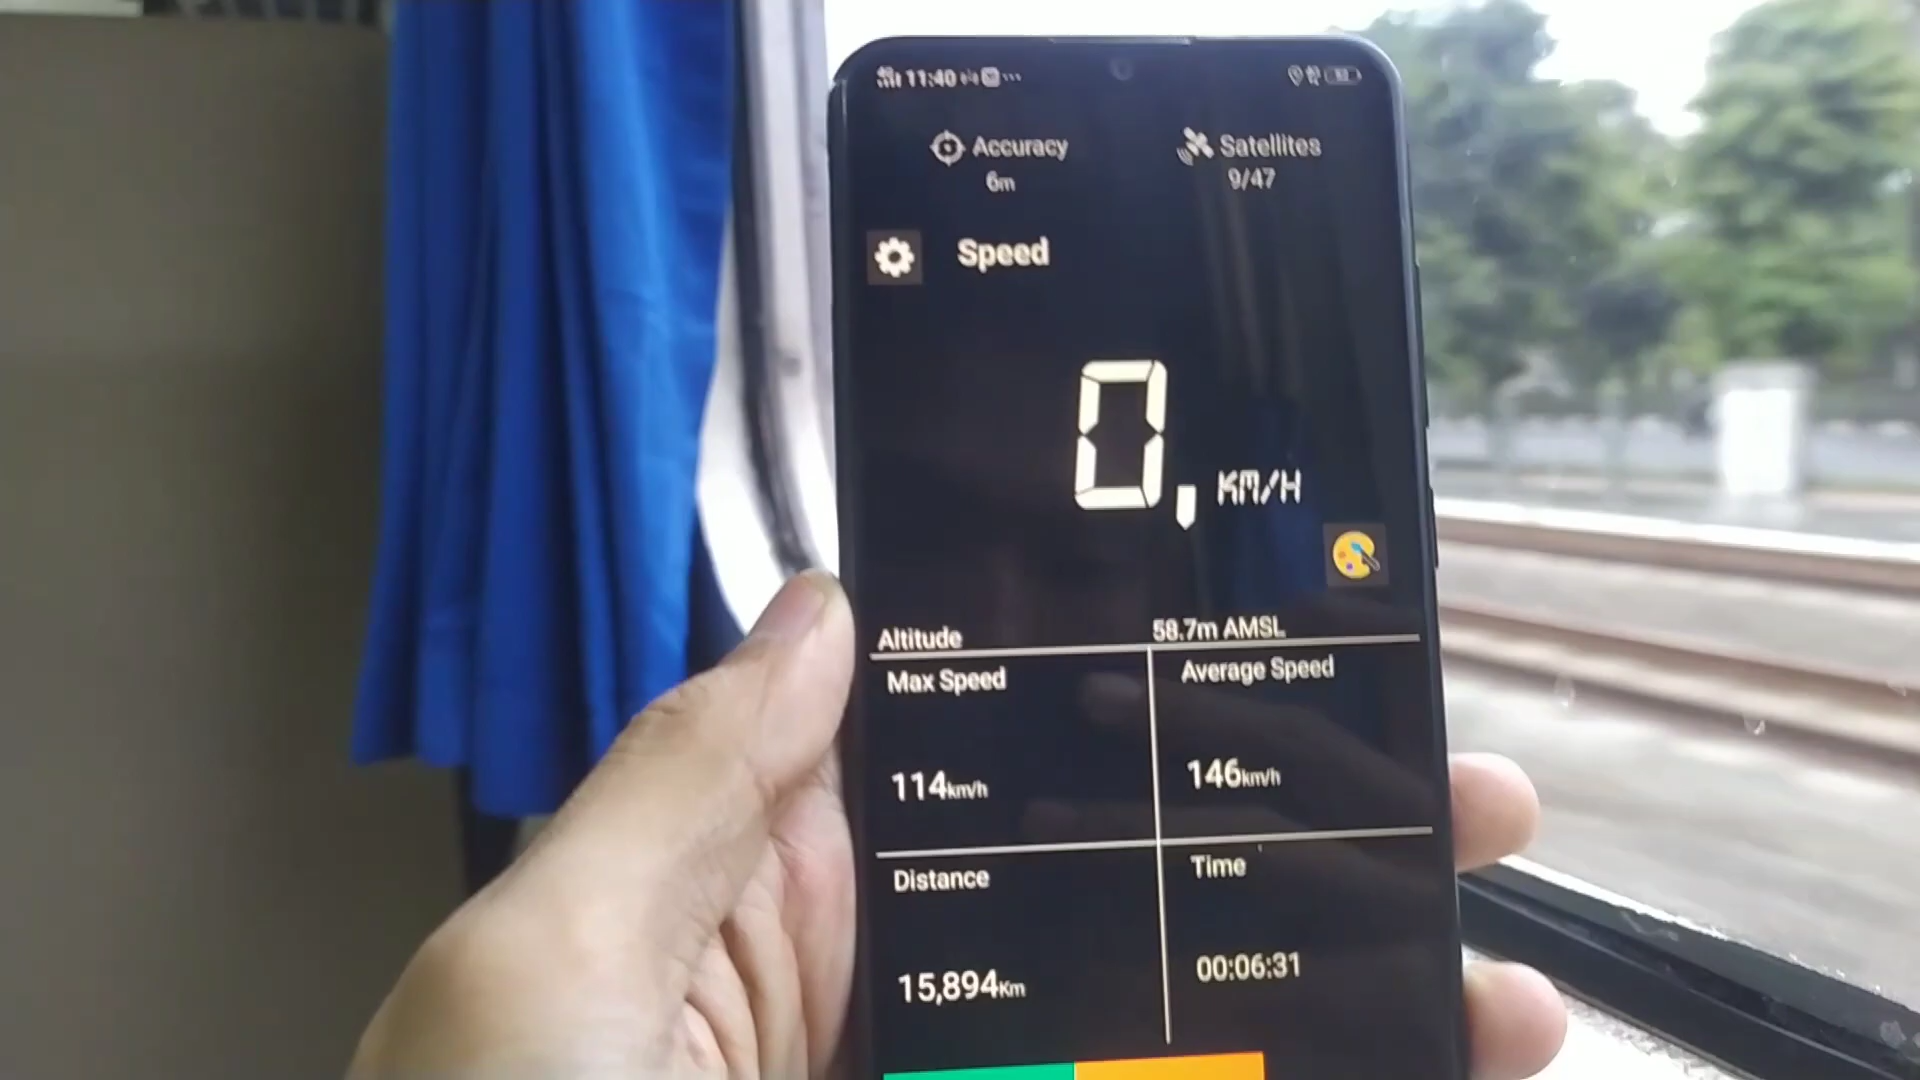 11:40
Accuracy
6m
Satellites
9/47
Speed
0, KM/H
Altitude 58.7m AMSL
Max Speed
114km/h
Average Speed
146km/h
Distance
15,894Km
Time
00:06:31